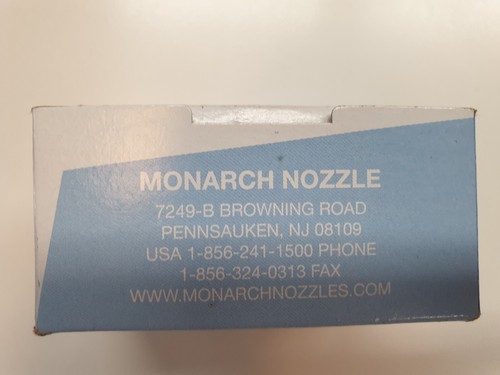 MONARCH NOZZLE
7249-B BROWNING ROAD
PENNSAUKEN, NJ 08109
USA 1-856-241-1500 PHONE
1-856-324-0313 FAX
WWW.MONARCHNOZZLES.COM